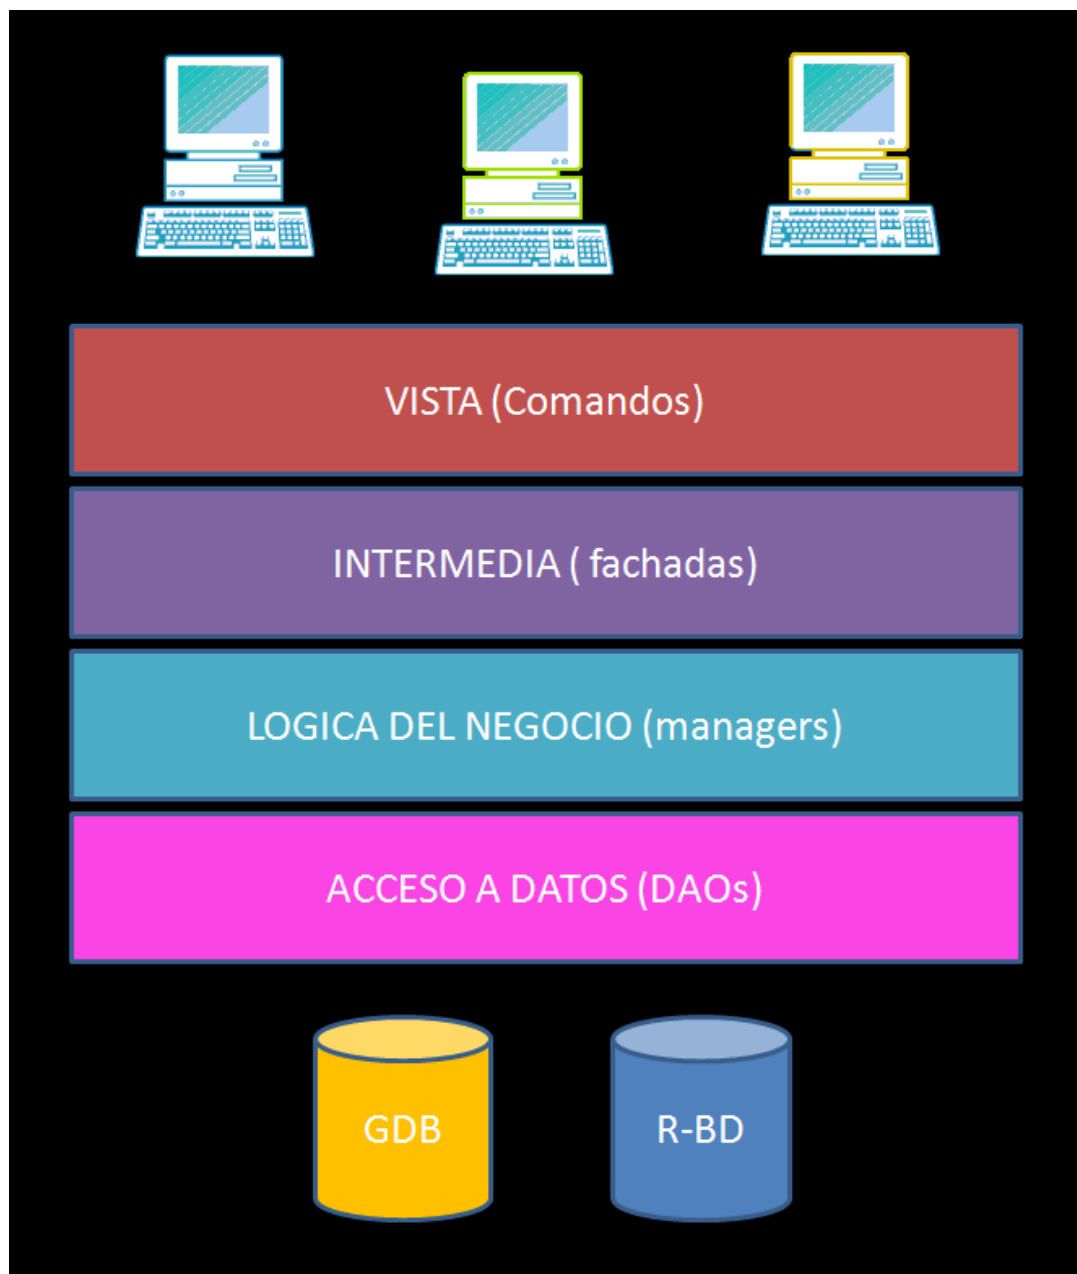 VISTA (Comandos)
INTERMEDIA ( fachadas)
LOGICA DEL NEGOCIO (managers)
ACCESO A DATOS (DAOs)
GDB
R-BD